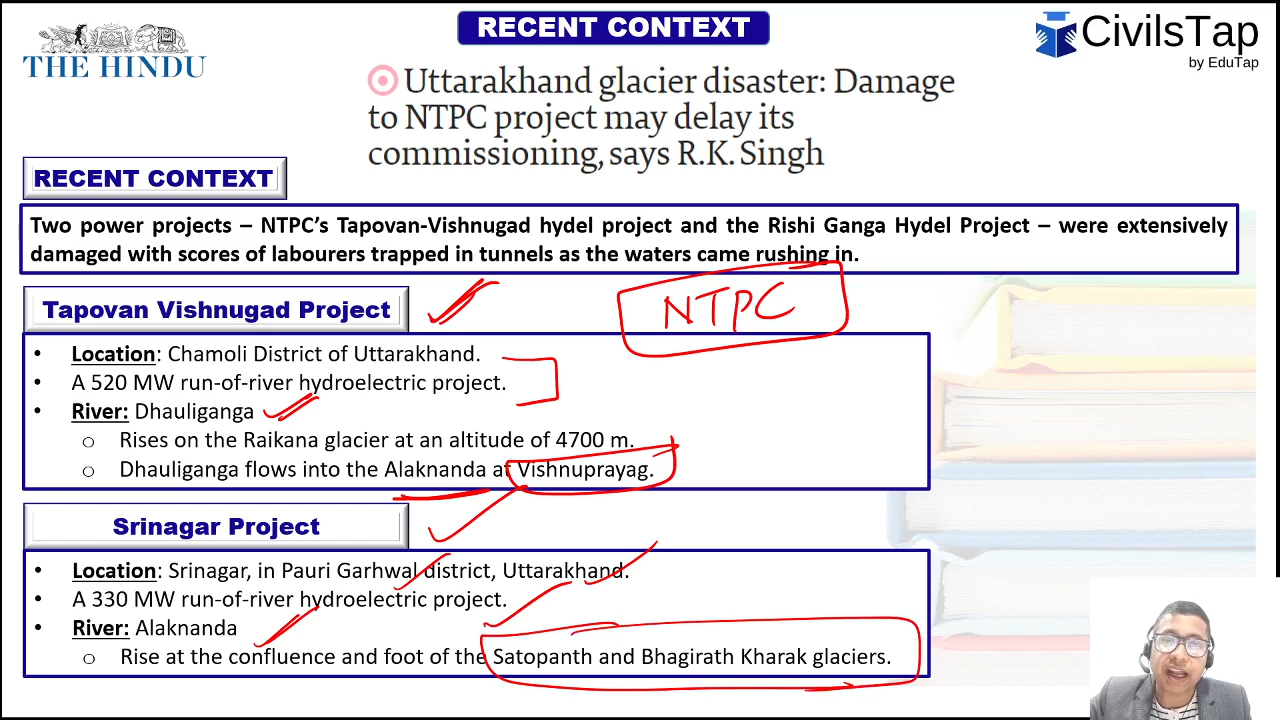 RECENT CONTEXT
THE HINDU
CivilsTap
by EduTap
Uttarakhand glacier disaster: Damage
to NTPC project may delay its
commissioning, says R.K. Singh
RECENT CONTEXT
Two power projects – NTPC's Tapovan-Vishnugad hydel project and the Rishi Ganga Hydel Project – were extensively
damaged with scores of labourers trapped in tunnels as the waters came rushing in.
Tapovan Vishnugad Project
NTPC
• Location: Chamoli District of Uttarakhand.
• A 520 MW run-of-river hydroelectric project.
• River: Dhauliganga
o Rises on the Raikana glacier at an altitude of 4700 m.
o Dhauliganga flows into the Alaknanda at Vishnuprayag.
Srinagar Project
• Location: Srinagar, in Pauri Garhwal district, Uttarakhand.
• A 330 MW run-of-river hydroelectric project.
• River: Alaknanda
o Rise at the confluence and foot of the Satopanth and Bhagirath Kharak glaciers.